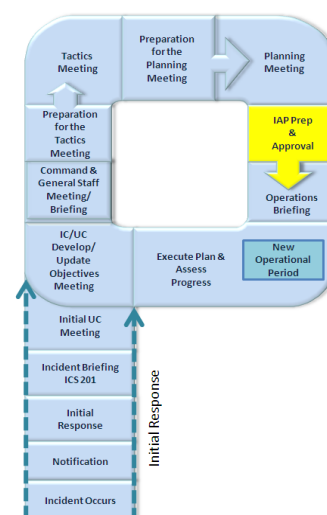 Tactics
Meeting
Preparation
for the
Planning
Meeting
Planning
Meeting
Preparation
for the
Tactics
Meeting
IAP Prep
&
Approval
Command &
General Staff
Meeting/
Briefing
Operations
Briefing
IC/UC
Develop/
Update
Objectives
Meeting
Execute Plan &
Assess
Progress
New
Operational
Period
Initial UC
Meeting
Incident Briefing
ICS 201
Initial
Response
Notification
Incident Occurs
Initial Response